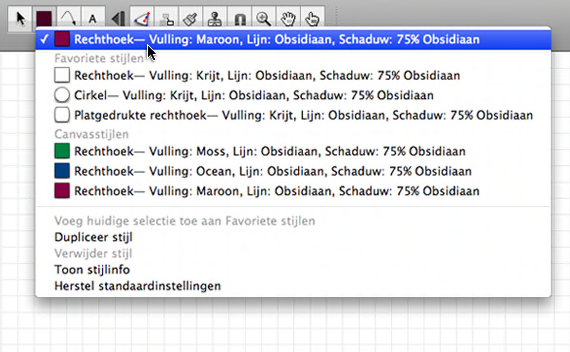 A
✓ Rechthoek— Vulling: Maroon, Lijn: Obsidiaan, Schaduw: 75% Obsidiaan
Favoriete stijlen
Rechthoek— Vulling: Krijt, Lijn: Obsidiaan, Schaduw: 75% Obsidiaan
Cirkel— Vulling: Krijt, Lijn: Obsidiaan, Schaduw: 75% Obsidiaan
Platgedrukte rechthoek— Vulling: Krijt, Lijn: Obsidiaan, Schaduw: 75% Obsidiaan
Canvasstijlen
Rechthoek— Vulling: Moss, Lijn: Obsidiaan, Schaduw: 75% Obsidiaan
Rechthoek— Vulling: Ocean, Lijn: Obsidiaan, Schaduw: 75% Obsidiaan
Rechthoek— Vulling: Maroon, Lijn: Obsidiaan, Schaduw: 75% Obsidiaan
Voeg huidige selectie toe aan Favoriete stijlen
Dupliceer stijl
Verwijder stijl
Toon stijlinfo
Herstel standaardinstellingen